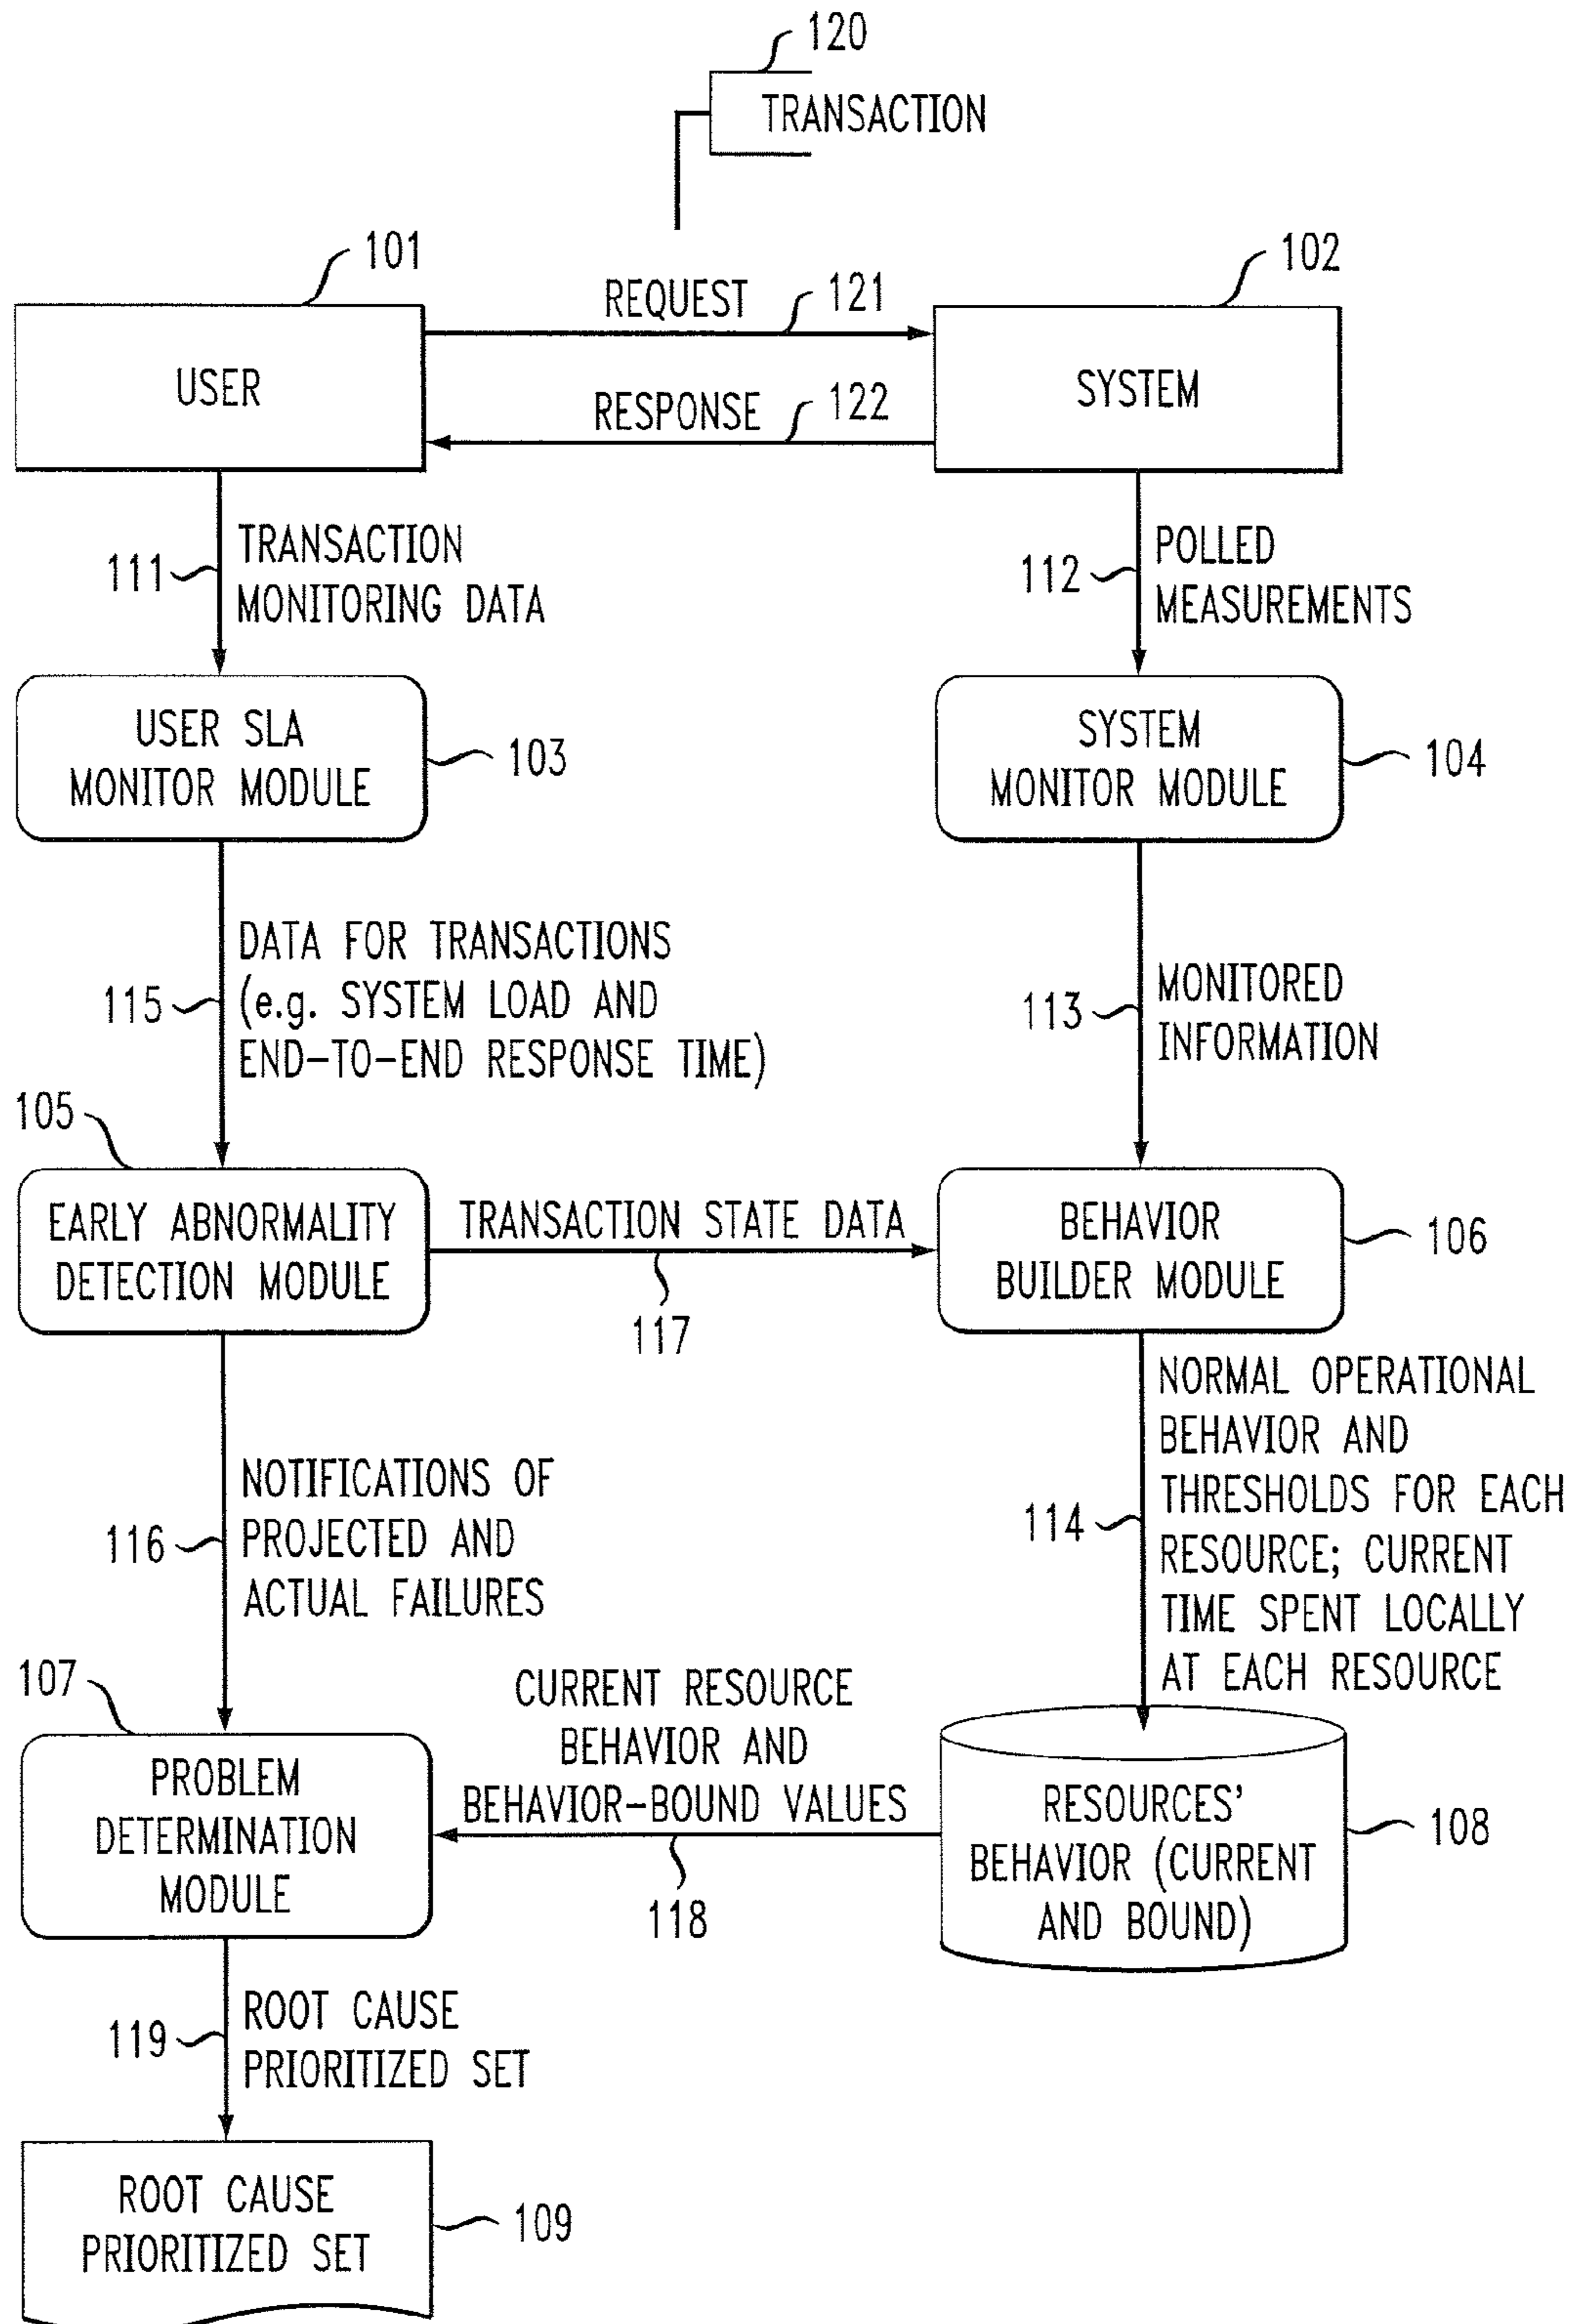 120
TRANSACTION
101
102
REQUEST
121
USER
SYSTEM
RESPONSE
122
111
TRANSACTION
MONITORING DATA
112
POLLED
MEASUREMENTS
USER SLA
MONITOR MODULE
103
SYSTEM
MONITOR MODULE
104
115
DATA FOR TRANSACTIONS
(e.g. SYSTEM LOAD AND
END-TO-END RESPONSE TIME)
113
MONITORED
INFORMATION
105
EARLY ABNORMALITY
DETECTION MODULE
TRANSACTION STATE DATA
117
BEHAVIOR
BUILDER MODULE
106
116
NOTIFICATIONS OF
PROJECTED AND
ACTUAL FAILURES
114
NORMAL OPERATIONAL
BEHAVIOR AND
THRESHOLDS FOR EACH
RESOURCE; CURRENT
TIME SPENT LOCALLY
AT EACH RESOURCE
107
PROBLEM
DETERMINATION
MODULE
CURRENT RESOURCE
BEHAVIOR AND
BEHAVIOR-BOUND VALUES
118
RESOURCES'
BEHAVIOR (CURRENT
AND BOUND)
108
119
ROOT CAUSE
PRIORITIZED SET
ROOT CAUSE
PRIORITIZED SET
109